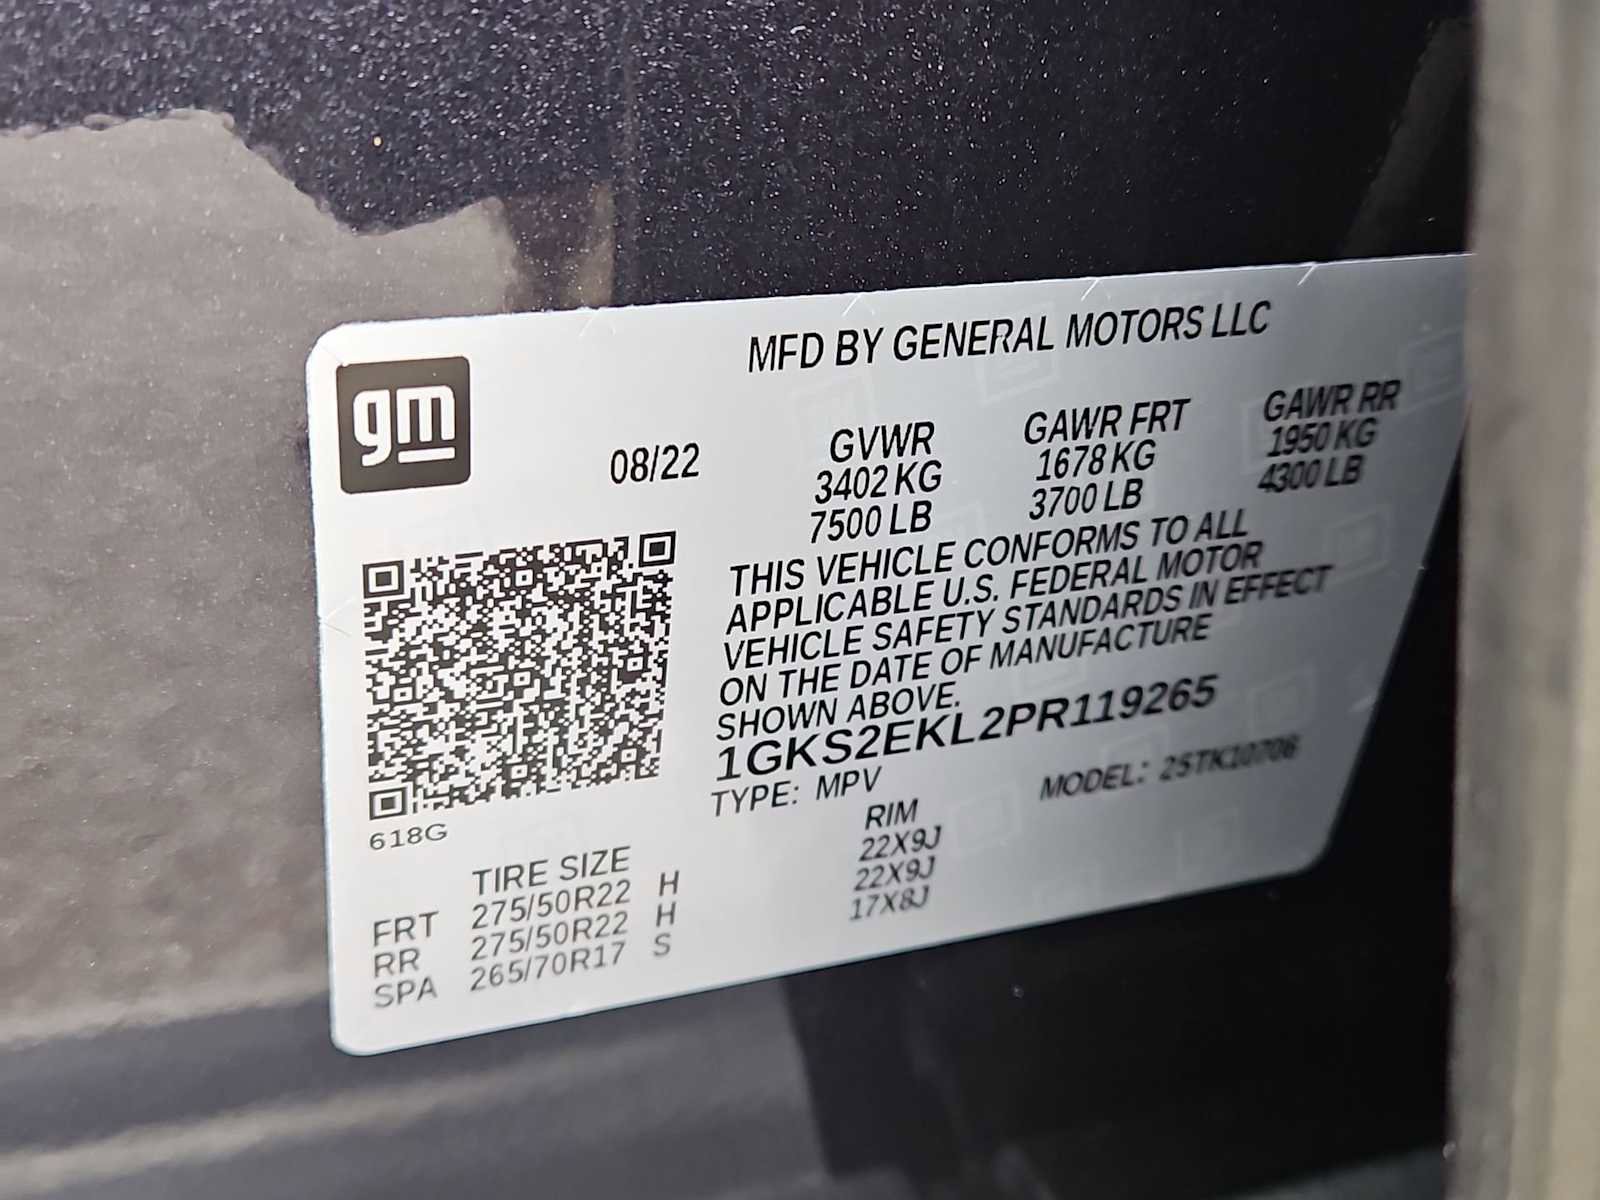 gm
MFD BY GENERAL MOTORS LLC
08/22
GVWR GAWR FRT GAWR RR
3402 KG 1678 KG 1950 KG
7500 LB 3700 LB 4300 LB
THIS VEHICLE CONFORMS TO ALL
APPLICABLE U.S. FEDERAL MOTOR
VEHICLE SAFETY STANDARDS IN EFFECT
ON THE DATE OF MANUFACTURE
SHOWN ABOVE.
1GKS2EKL2PR119265
TYPE: MPV MODEL:
618G
TIRE SIZE RIM
FRT 275/50R22 H 22X9J
RR 275/50R22 H 22X9J
SPA 265/70R17 S 17X8J